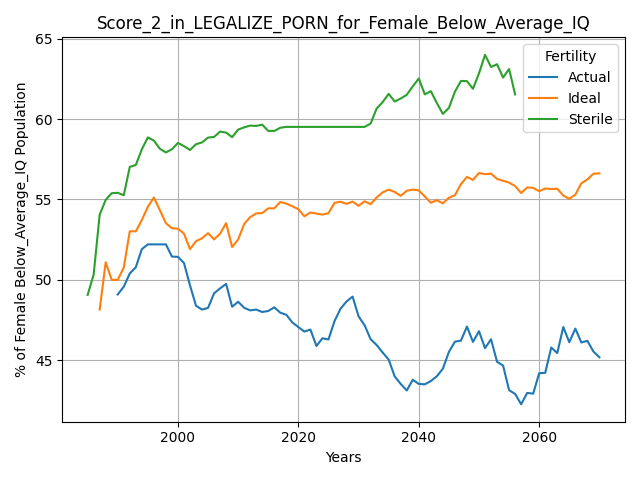 Score_2_in_LEGALIZE_PORN_for_Female_Below_Average_IQ
% of Female Below_Average_IQ Population
65
60
55
50
45
Fertility
Actual
Ideal
Sterile
2000 2020 2040 2060
Years